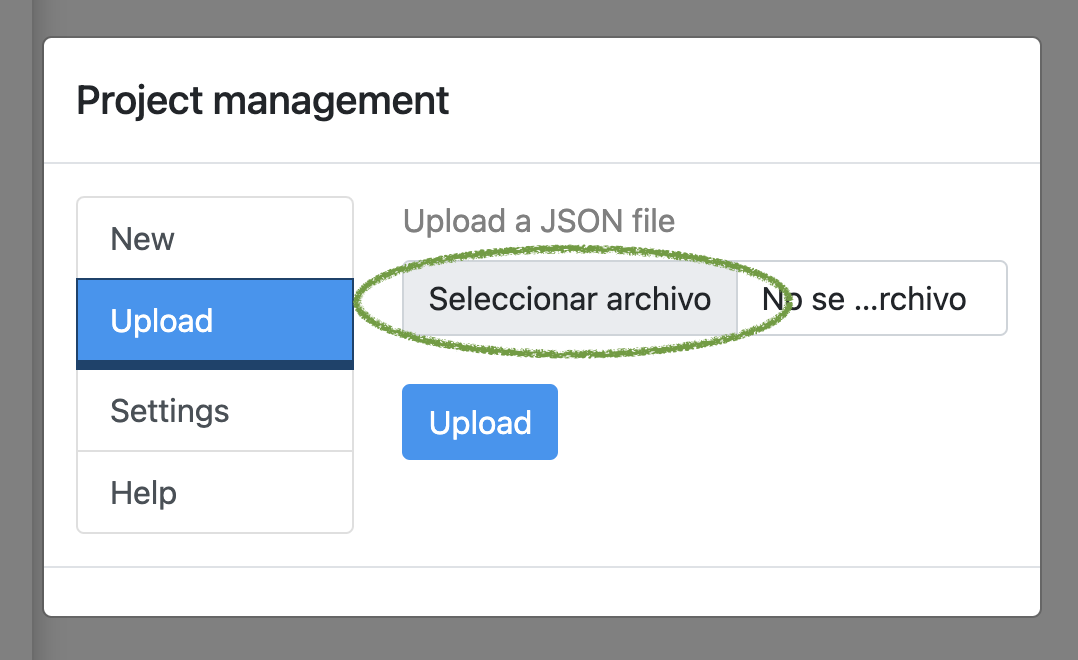 Project management
New
Upload
Settings
Help
Upload a JSON file
Seleccionar archivo No se ...rchivo
Upload